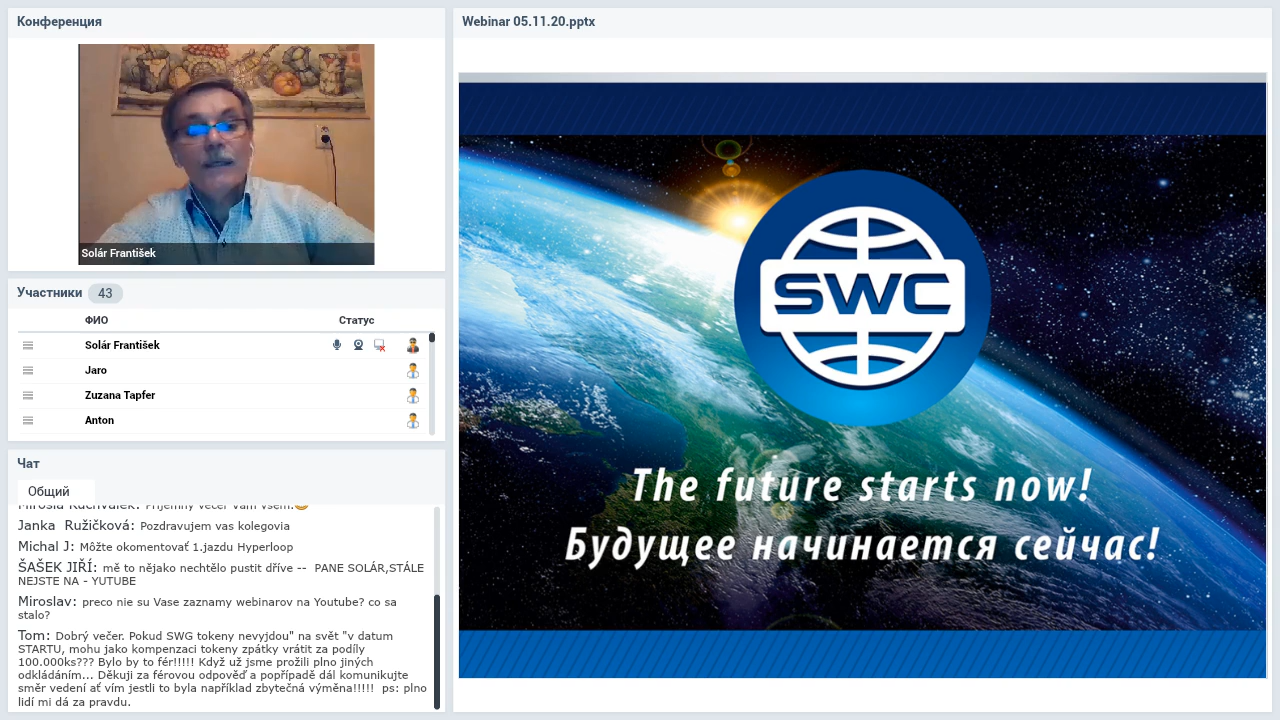 Конференция
Solár František
Участники 43
ФИО Статус
Solár František
Jaro
Zuzana Tapfer
Anton
Чат
Общий
Príjemný večer Vám všem.
Janka Ružičková: Pozdravujem vas kolegovia
Michal J: Môžte okomentovať 1.jazdu Hyperloop
ŠAŠEK JIŘÍ: mě to nějako nechtělo pustit dříve -- PANE SOLÁR,STÁLE
NEJSTE NA - YUTUBE
Miroslav: preco nie su Vase zaznamy webinarov na Youtube? co sa
stalo?
Tom: Dobrý večer. Pokud SWG tokeny nevyjdou" na svět "v datum
STARTU, mohu jako kompenzaci tokeny zpátky vrátit za podíly
100.000ks??? Bylo by to fér!!!!! Když už jsme prožili plno jiných
odkládáním... Děkuji za férovou odpověď a popřípadě dál komunikujte
směr vedení ať vím jestli to byla například zbytečná výměna!!!!! ps: plno
lidí mi dá za pravdu.
Webinar 05.11.20.pptx
SWC
The future starts now!
Будущее начинается сейчас!